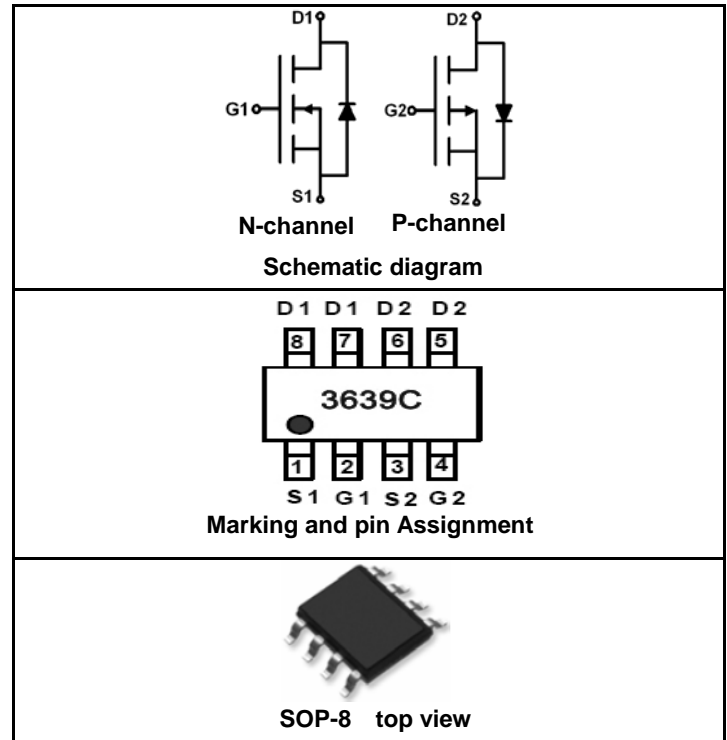 D1 D2
G1 G2
S1 S2
N-channel P-channel
Schematic diagram
D1 D1 D2 D2
8 7 6 5
3639C
1 2 3 4
S1 G1 S2 G2
Marking and pin Assignment
SOP-8 top view